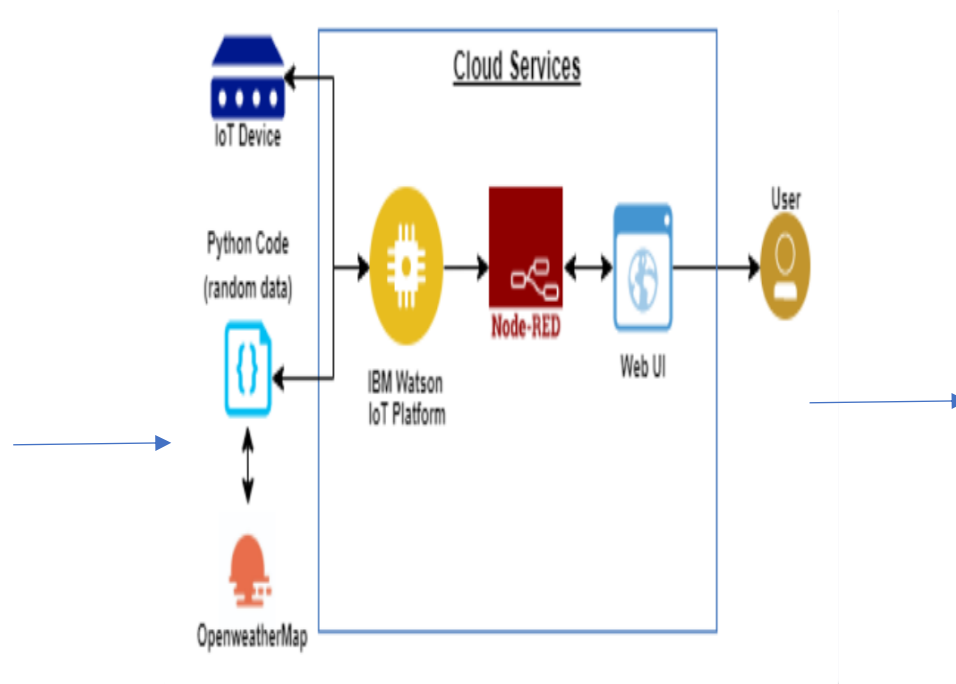 Cloud Services
IoT Device
Python Code
(random data)
User
Node-RED
Web UI
IBM Watson
IoT Platform
OpenweatherMap